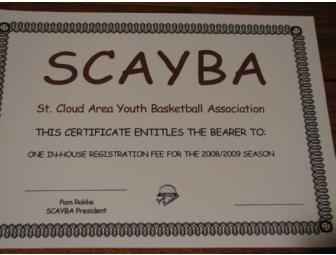 SCAYBA
St. Cloud Area Youth Basketball Association
THIS CERTIFICATE ENTITLES THE BEARER TO:
ONE IN-HOUSE REGISTRATION FEE FOR THE 2008/2009 SEASON
Pam Rakke
SCAYBA President